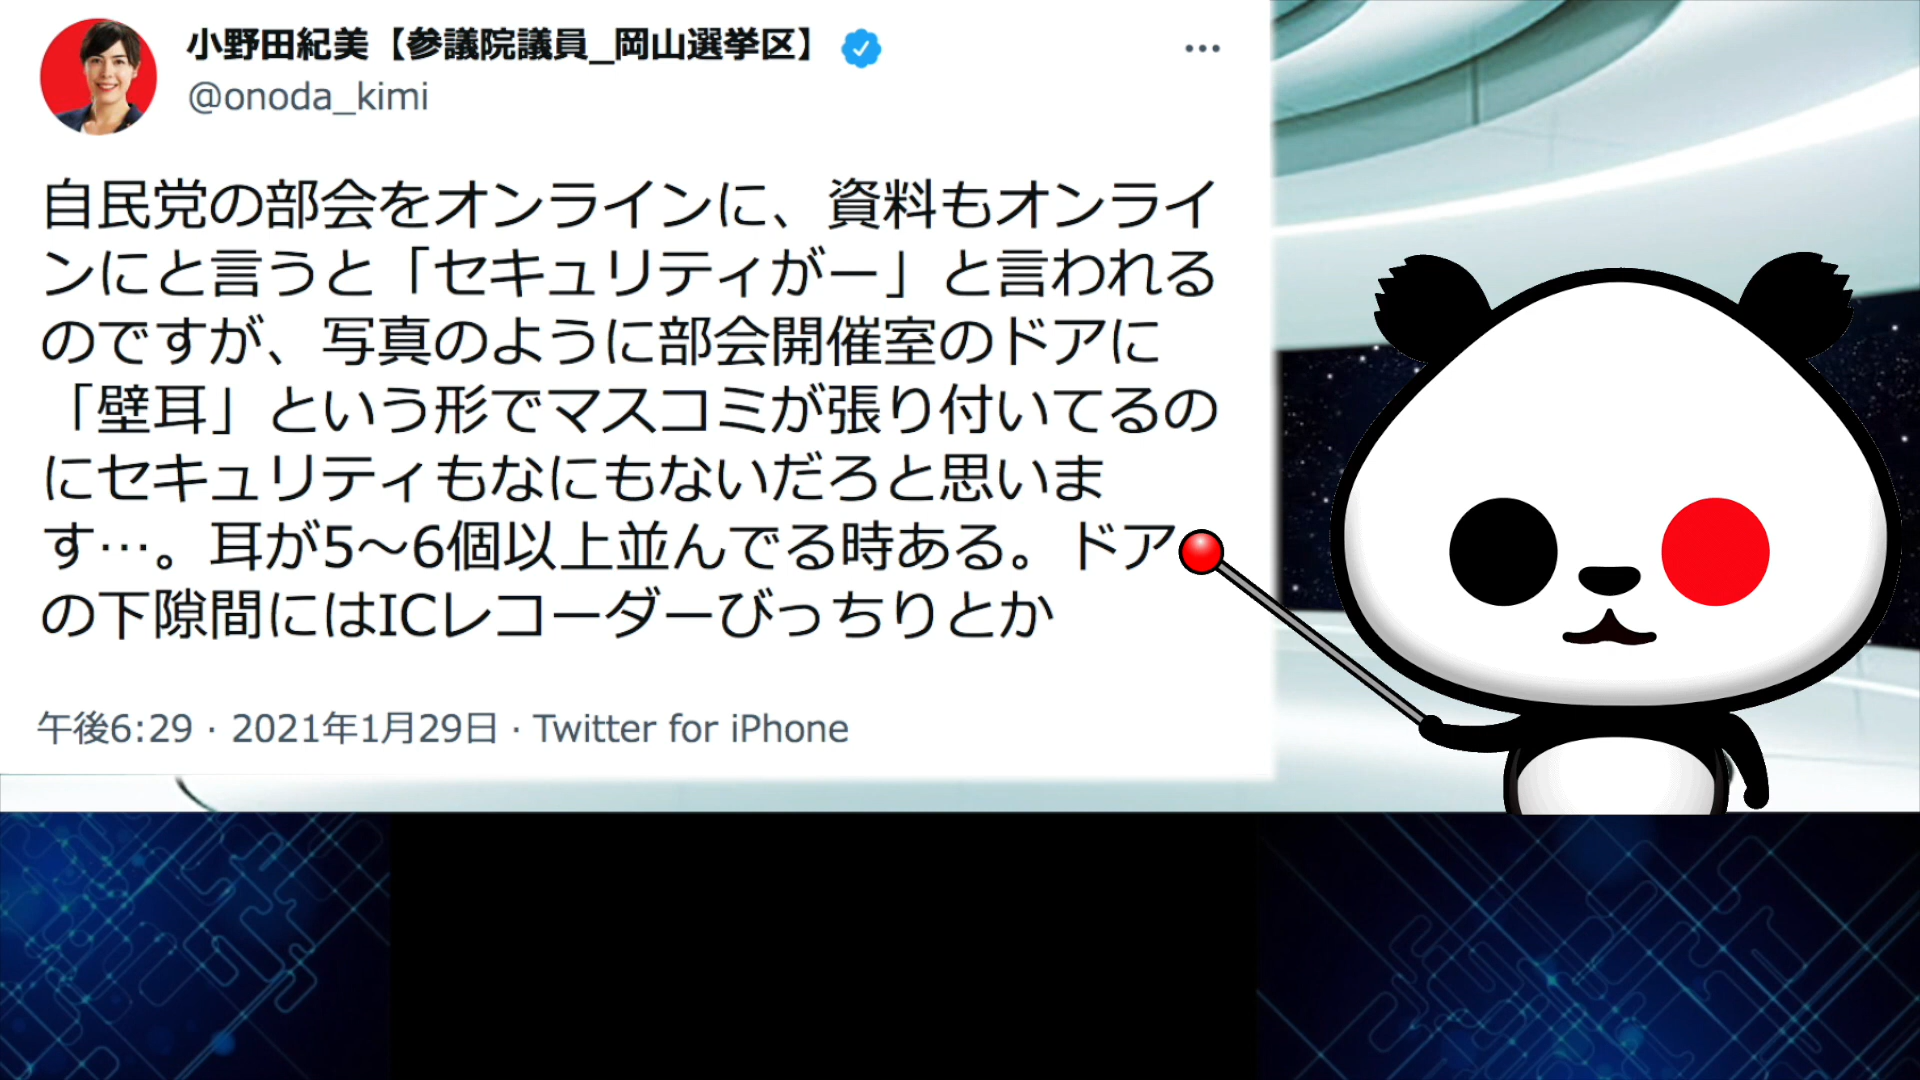 小野田紀美【参議院議員_岡山選挙区】
@onoda_kimi
自民党の部会をオンラインに、資料もオンライ
ンにと言うと「セキュリティがー」と言われる
のですが、写真のように部会開催室のドアに
「壁耳」という形でマスコミが張り付いてるの
にセキュリティもなにもないだろと思いま
す…。耳が5〜6個以上並んでる時ある。ドア
の下隙間にはICレコーダーびっちりとか
午後6:29 · 2021年1月29日 · Twitter for iPhone